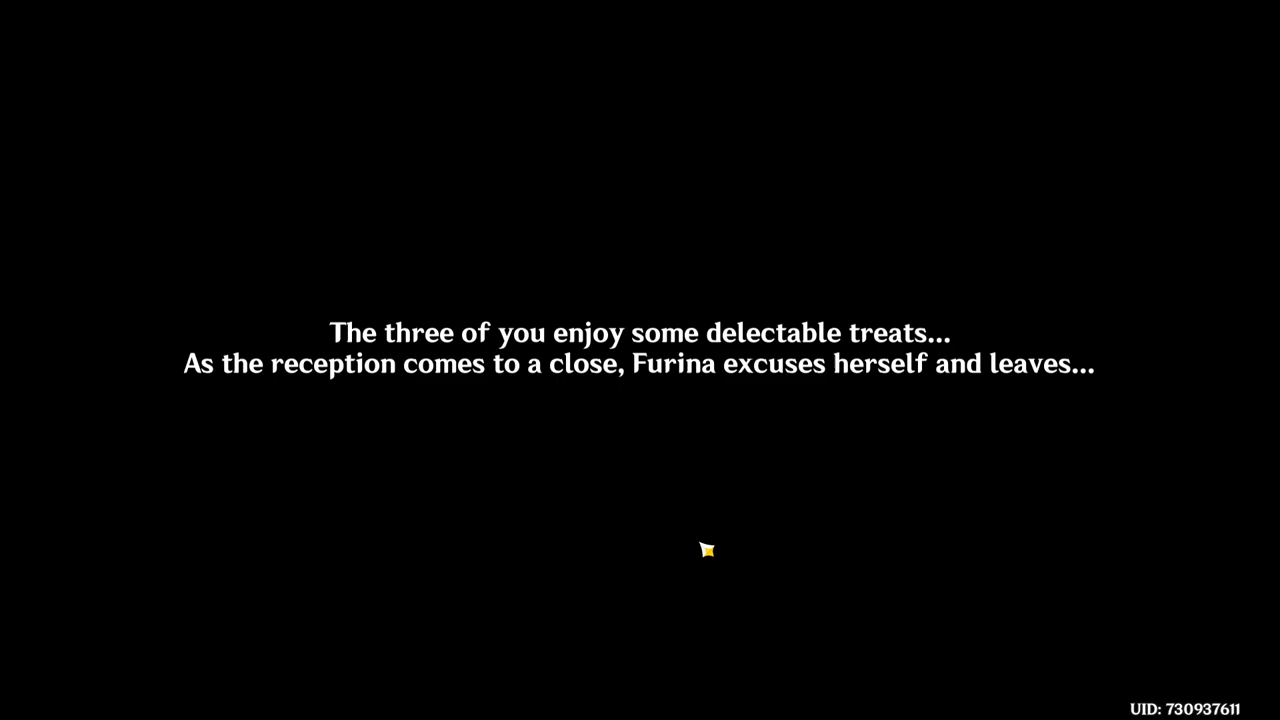 The three of you enjoy some delectable treats...
As the reception comes to a close, Furina excuses herself and leaves...
UID: 730937611